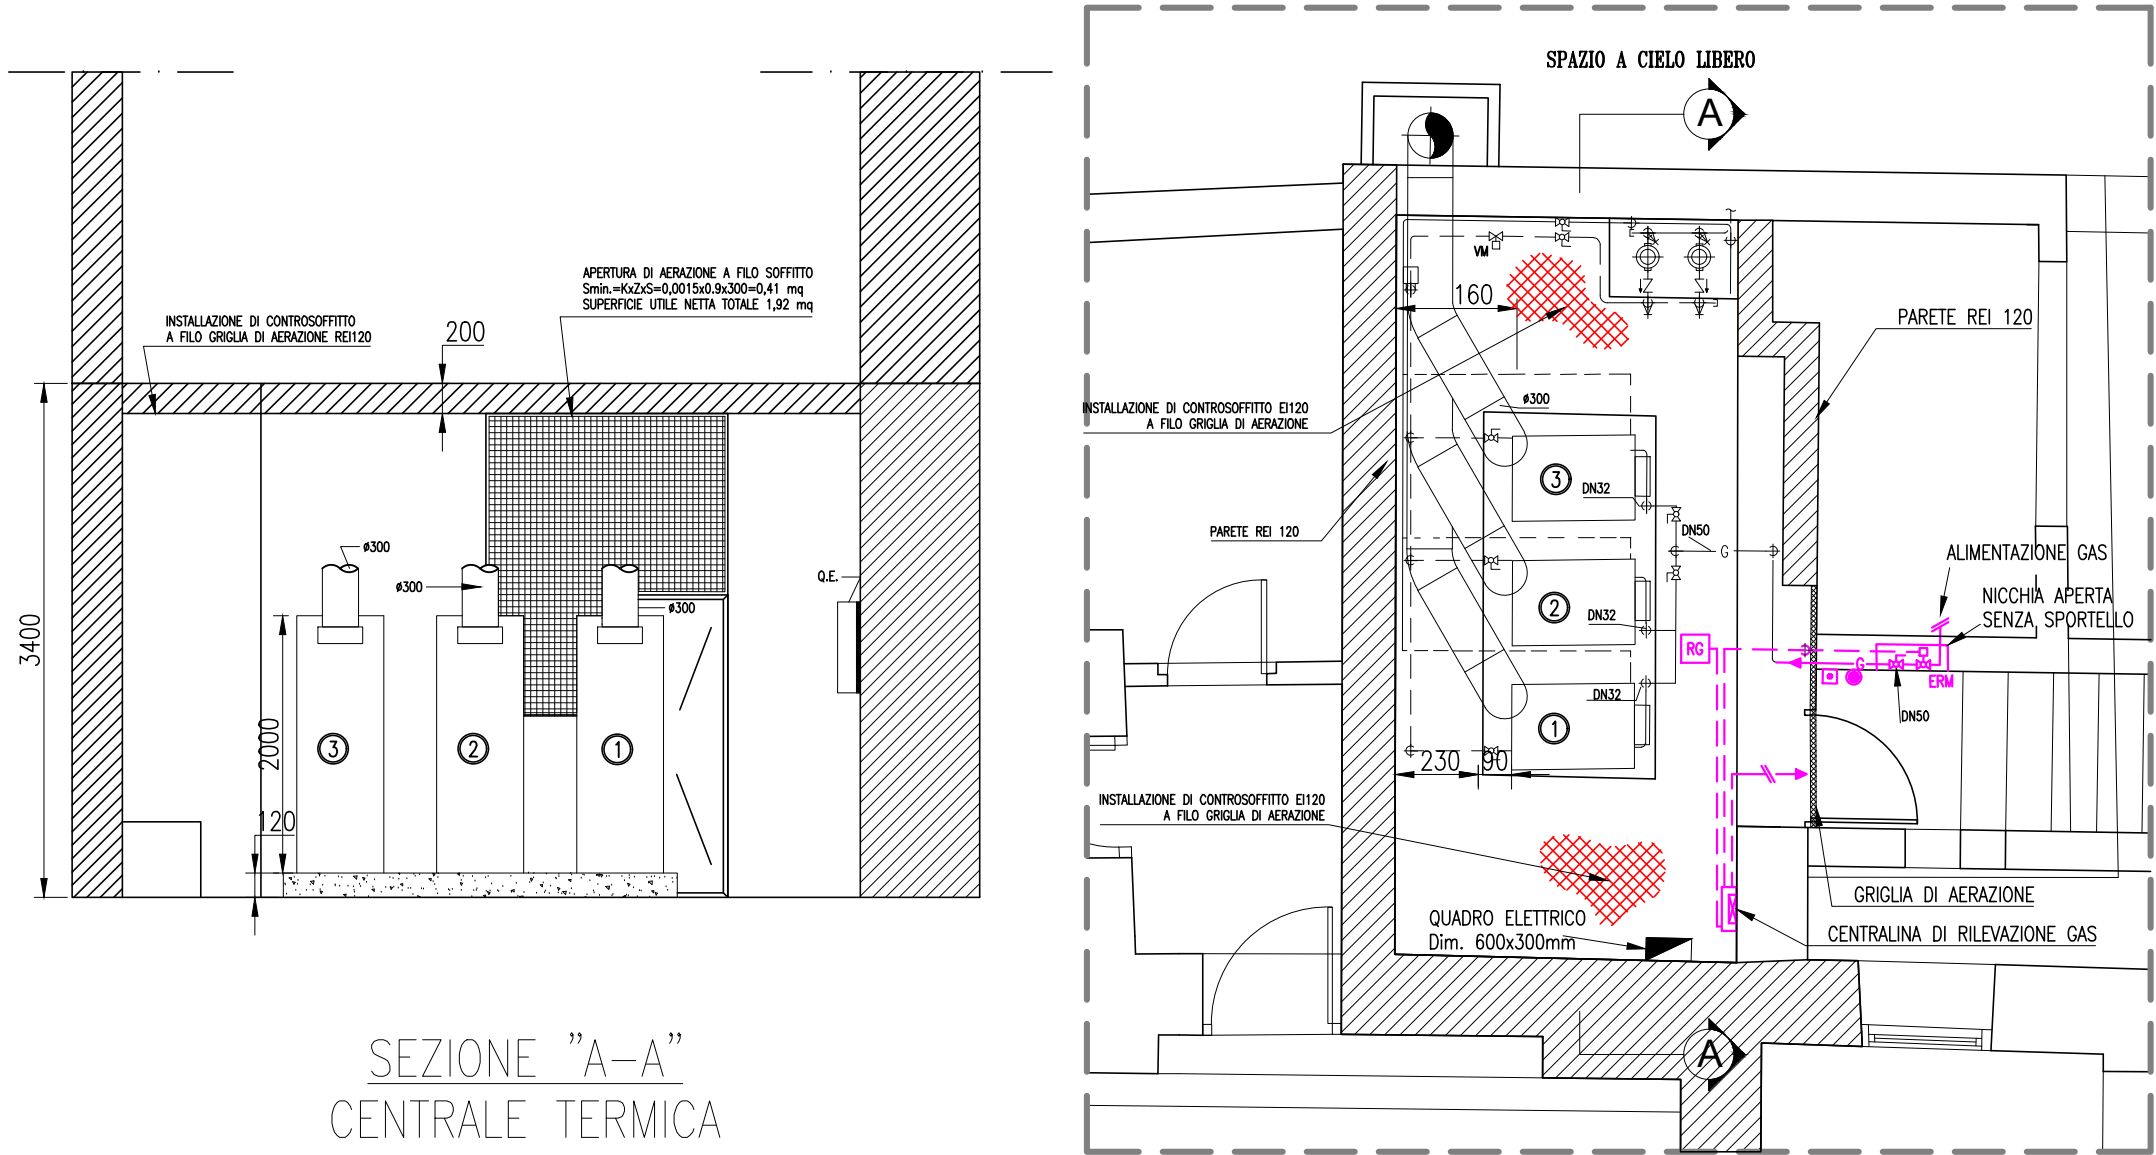 APERTURA DI AERAZIONE A FILO SOFFITTO
Smin.=KxZxS=0,0015x0.9x300=0,41 mq
SUPERFICIE UTILE NETTA TOTALE 1,92 mq
INSTALLAZIONE DI CONTROSOFFITTO
A FILO GRIGLIA DI AERAZIONE REI120
200
3400
ø300
ø300
ø300
Q.E.
2000
120
3
2
1
SEZIONE "A-A"
CENTRALE TERMICA
SPAZIO A CIELO LIBERO
A
VM
160
PARETE REI 120
INSTALLAZIONE DI CONTROSOFFITTO EI120
A FILO GRIGLIA DI AERAZIONE
ø300
3
DN32
PARETE REI 120
DN50
G
ALIMENTAZIONE GAS
NICCHIA APERTA
SENZA SPORTELLO
2
DN32
RG
G
ERM
DN50
DN32
1
230
90
INSTALLAZIONE DI CONTROSOFFITTO EI120
A FILO GRIGLIA DI AERAZIONE
GRIGLIA DI AERAZIONE
QUADRO ELETTRICO
Dim. 600x300mm
CENTRALINA DI RILEVAZIONE GAS
A